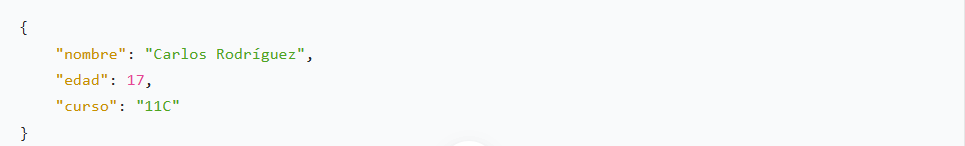 {
    "nombre": "Carlos Rodríguez",
    "edad": 17,
    "curso": "11C"
}